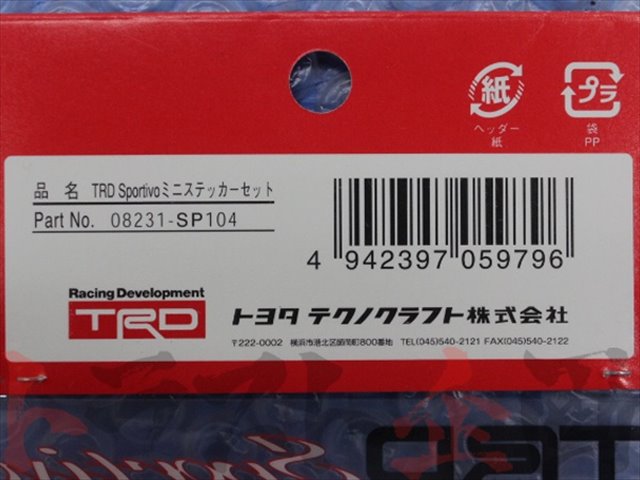 紙
プラ
ヘッダー
紙
袋
PP
品 名 TRD Sportivoミニステッカーセット
Part No. 08231-SP104
4 942397 059796
Racing Development
TRD
トヨタ テクノクラフト株式会社
〒222-0002 横浜市港北区師岡町800番地 TEL(045)540-2121 FAX(045)540-2122
Sportivo
TRD